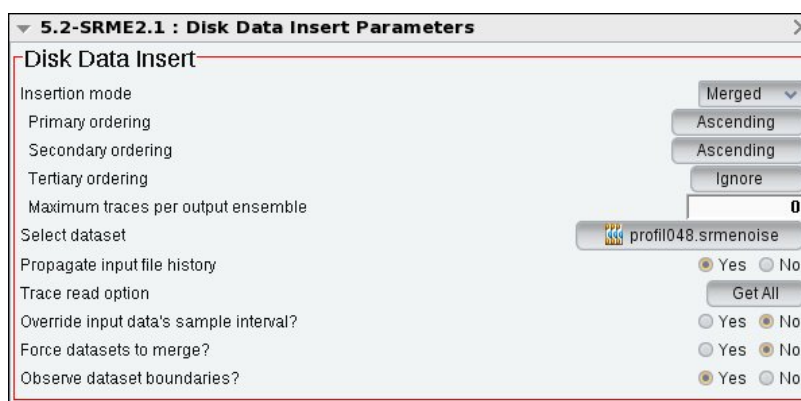 5.2-SRME2.1 : Disk Data Insert Parameters
Disk Data Insert
Insertion mode Merged
Primary ordering Ascending
Secondary ordering Ascending
Tertiary ordering Ignore
Maximum traces per output ensemble 0
Select dataset profil048.srmenoise
Propagate input file history Yes No
Trace read option Get All
Override input data's sample interval? Yes No
Force datasets to merge? Yes No
Observe dataset boundaries? Yes No